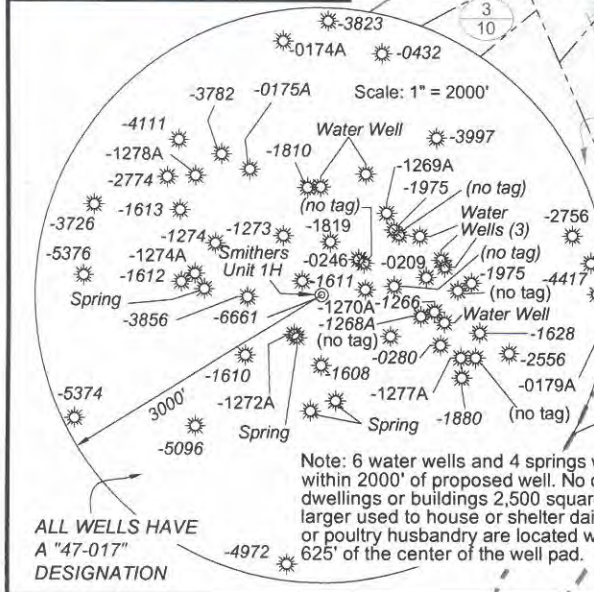 -3823
3
10
-0174A
-0432
Scale: 1" = 2000'
-3782
-0175A
-4111
Water Well
-3997
-1278A
-1810
-1269A
-2774
-1975
(no tag)
(no tag)
-3726
-1613
-1273
-1819
Water
Wells (3)
-2756
-1274
-5376
Smithers
Unit 1H
-0246
-0209
(no tag)
-1274A
-1612
-1611
-1975
-4417
Spring
-1270A
(no tag)
-3856
-6661
-1266
-1268A
Water Well
(no tag)
-1628
-0280
-2556
-1610
-1608
-1277A
-0179A
-5374
3000'
-1272A
(no tag)
-1880
Spring
Spring
-5096
Note: 6 water wells and 4 springs
within 2000' of proposed well. No
dwellings or buildings 2,500 squar
larger used to house or shelter dai
or poultry husbandry are located w
625' of the center of the well pad.
ALL WELLS HAVE
A "47-017"
DESIGNATION
-4972